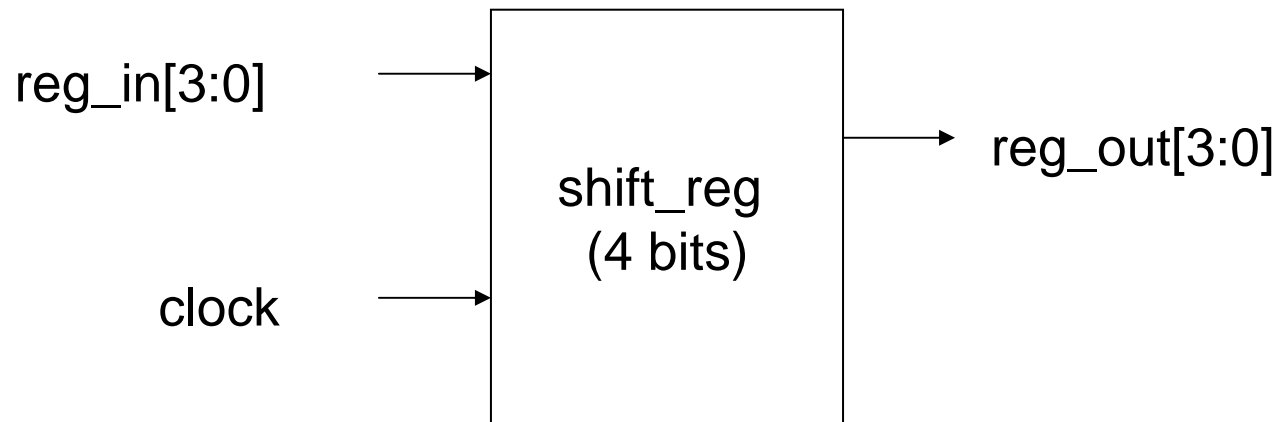 reg_in[3:0]
reg_out[3:0]
shift_reg
(4 bits)
clock